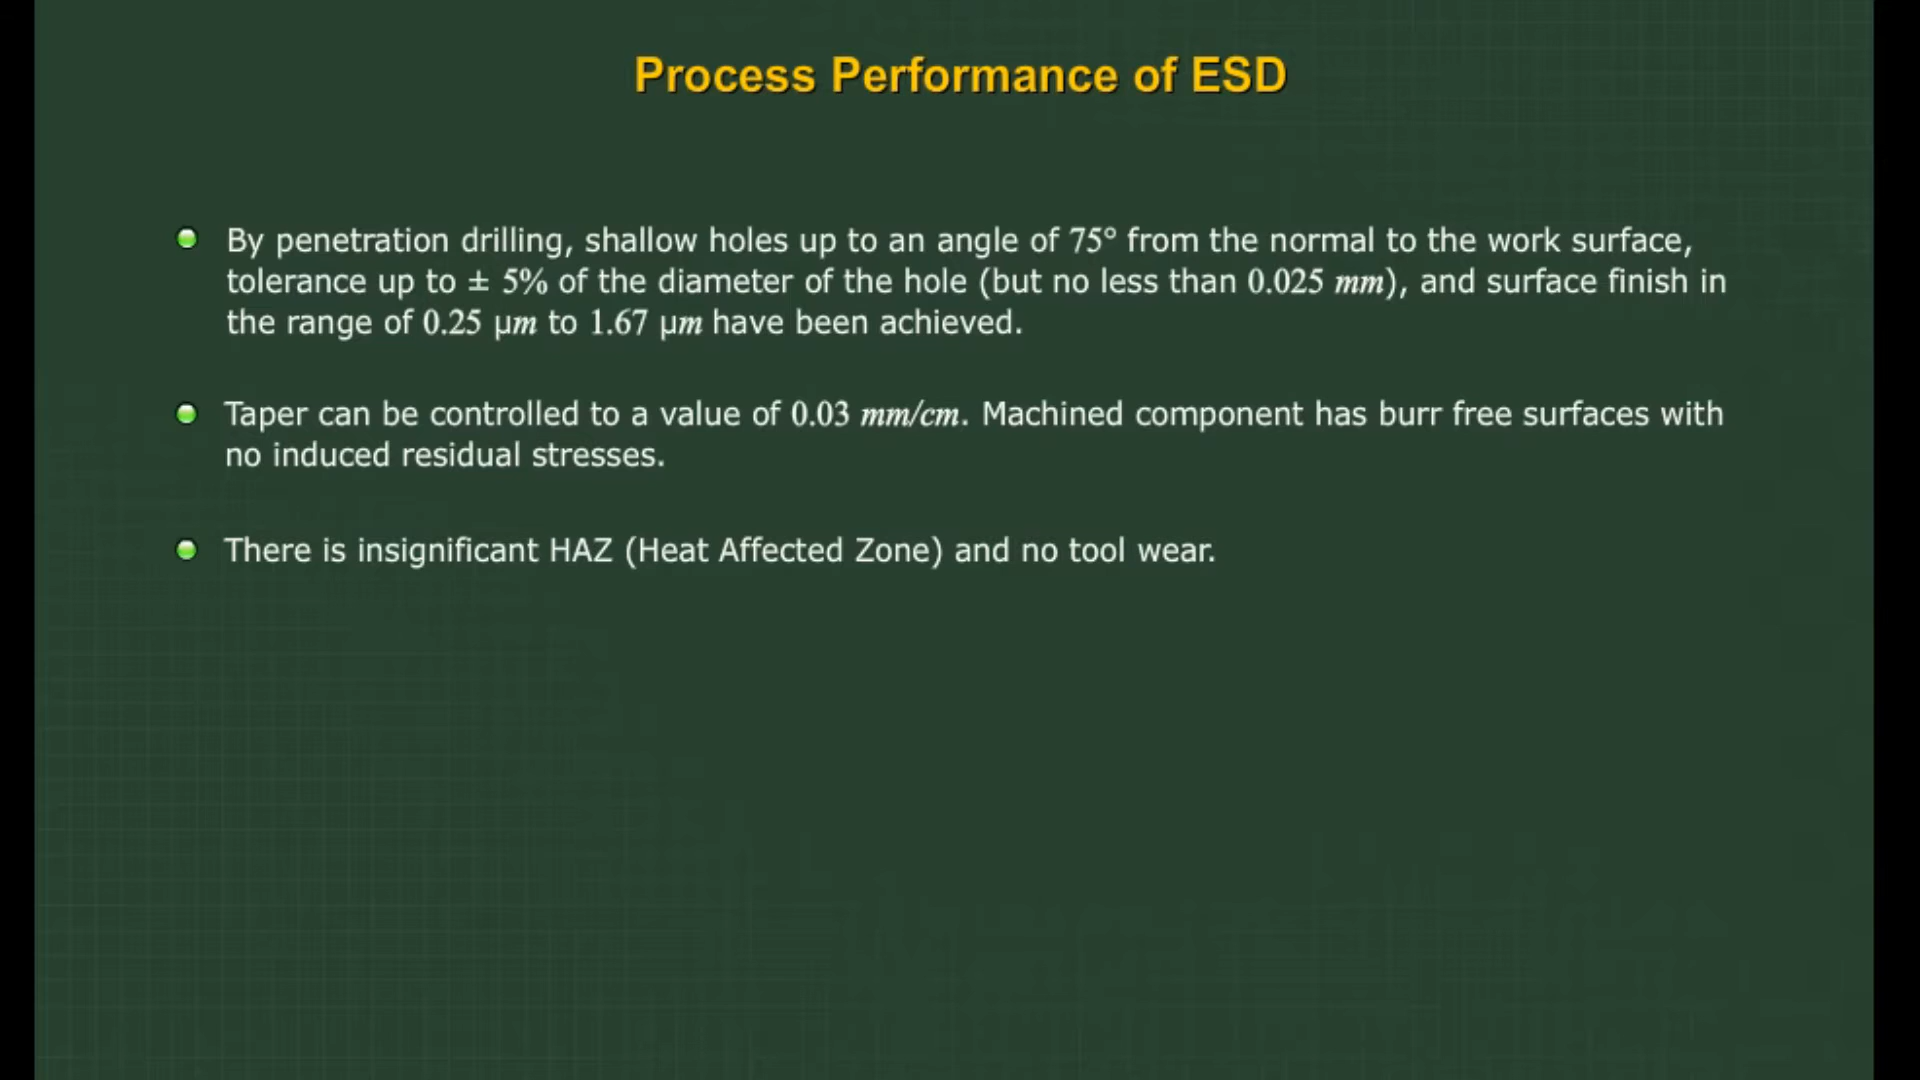 Process Performance of ESD
By penetration drilling, shallow holes up to an angle of 75° from the normal to the work surface,
tolerance up to ± 5% of the diameter of the hole (but no less than 0.025 mm), and surface finish in
the range of 0.25 μm to 1.67 μm have been achieved.
Taper can be controlled to a value of 0.03 mm/cm. Machined component has burr free surfaces with
no induced residual stresses.
There is insignificant HAZ (Heat Affected Zone) and no tool wear.